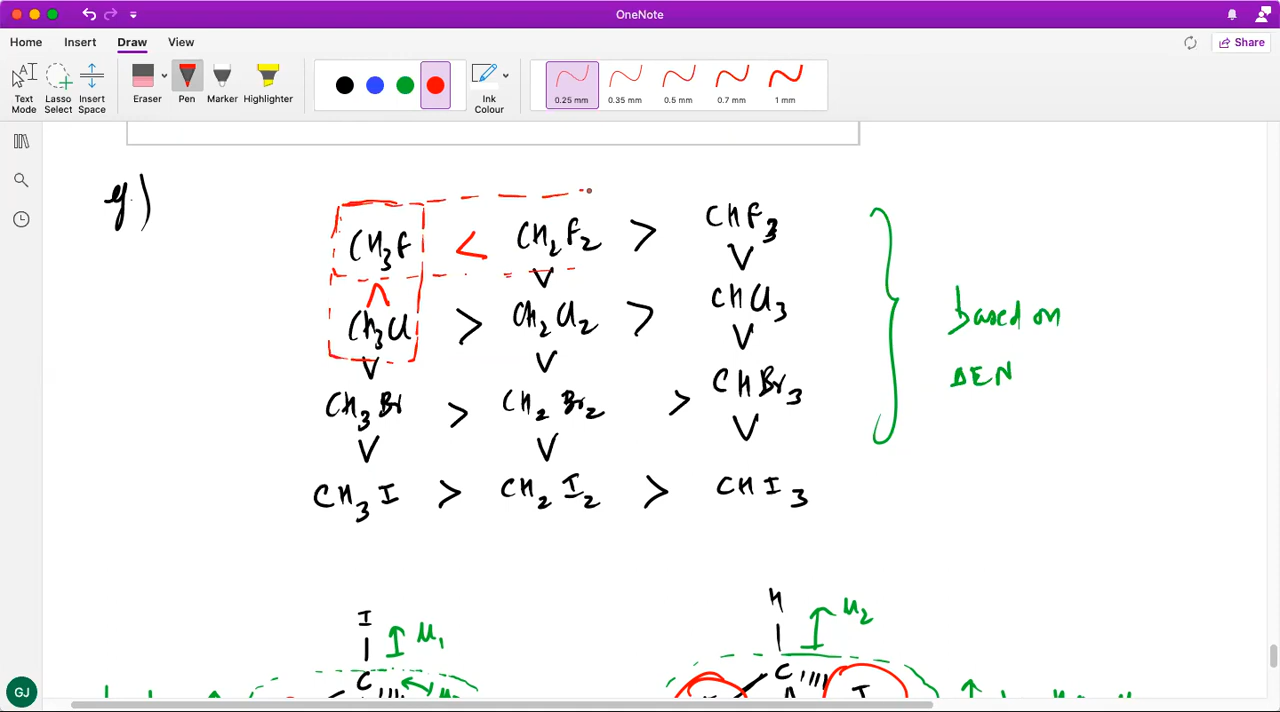 OneNote
Home Insert Draw View
Share
Text Mode
Lasso Select
Insert Space
Eraser
Pen
Marker
Highlighter
Ink Colour
0.25 mm
0.35 mm
0.5 mm
0.7 mm
1 mm
CH₃F < CH₂F₂ > CHF₃
∧ ∨ ∨
CH₃Cl > CH₂Cl₂ > CHCl₃
∨ ∨ ∨
CH₃Br > CH₂Br₂ > CHBr₃
∨ ∨ ∨
CH₃I > CH₂I₂ > CHI₃
based on
ΔEN
I
μ₁
C
H
μ₂
C
I
GJ